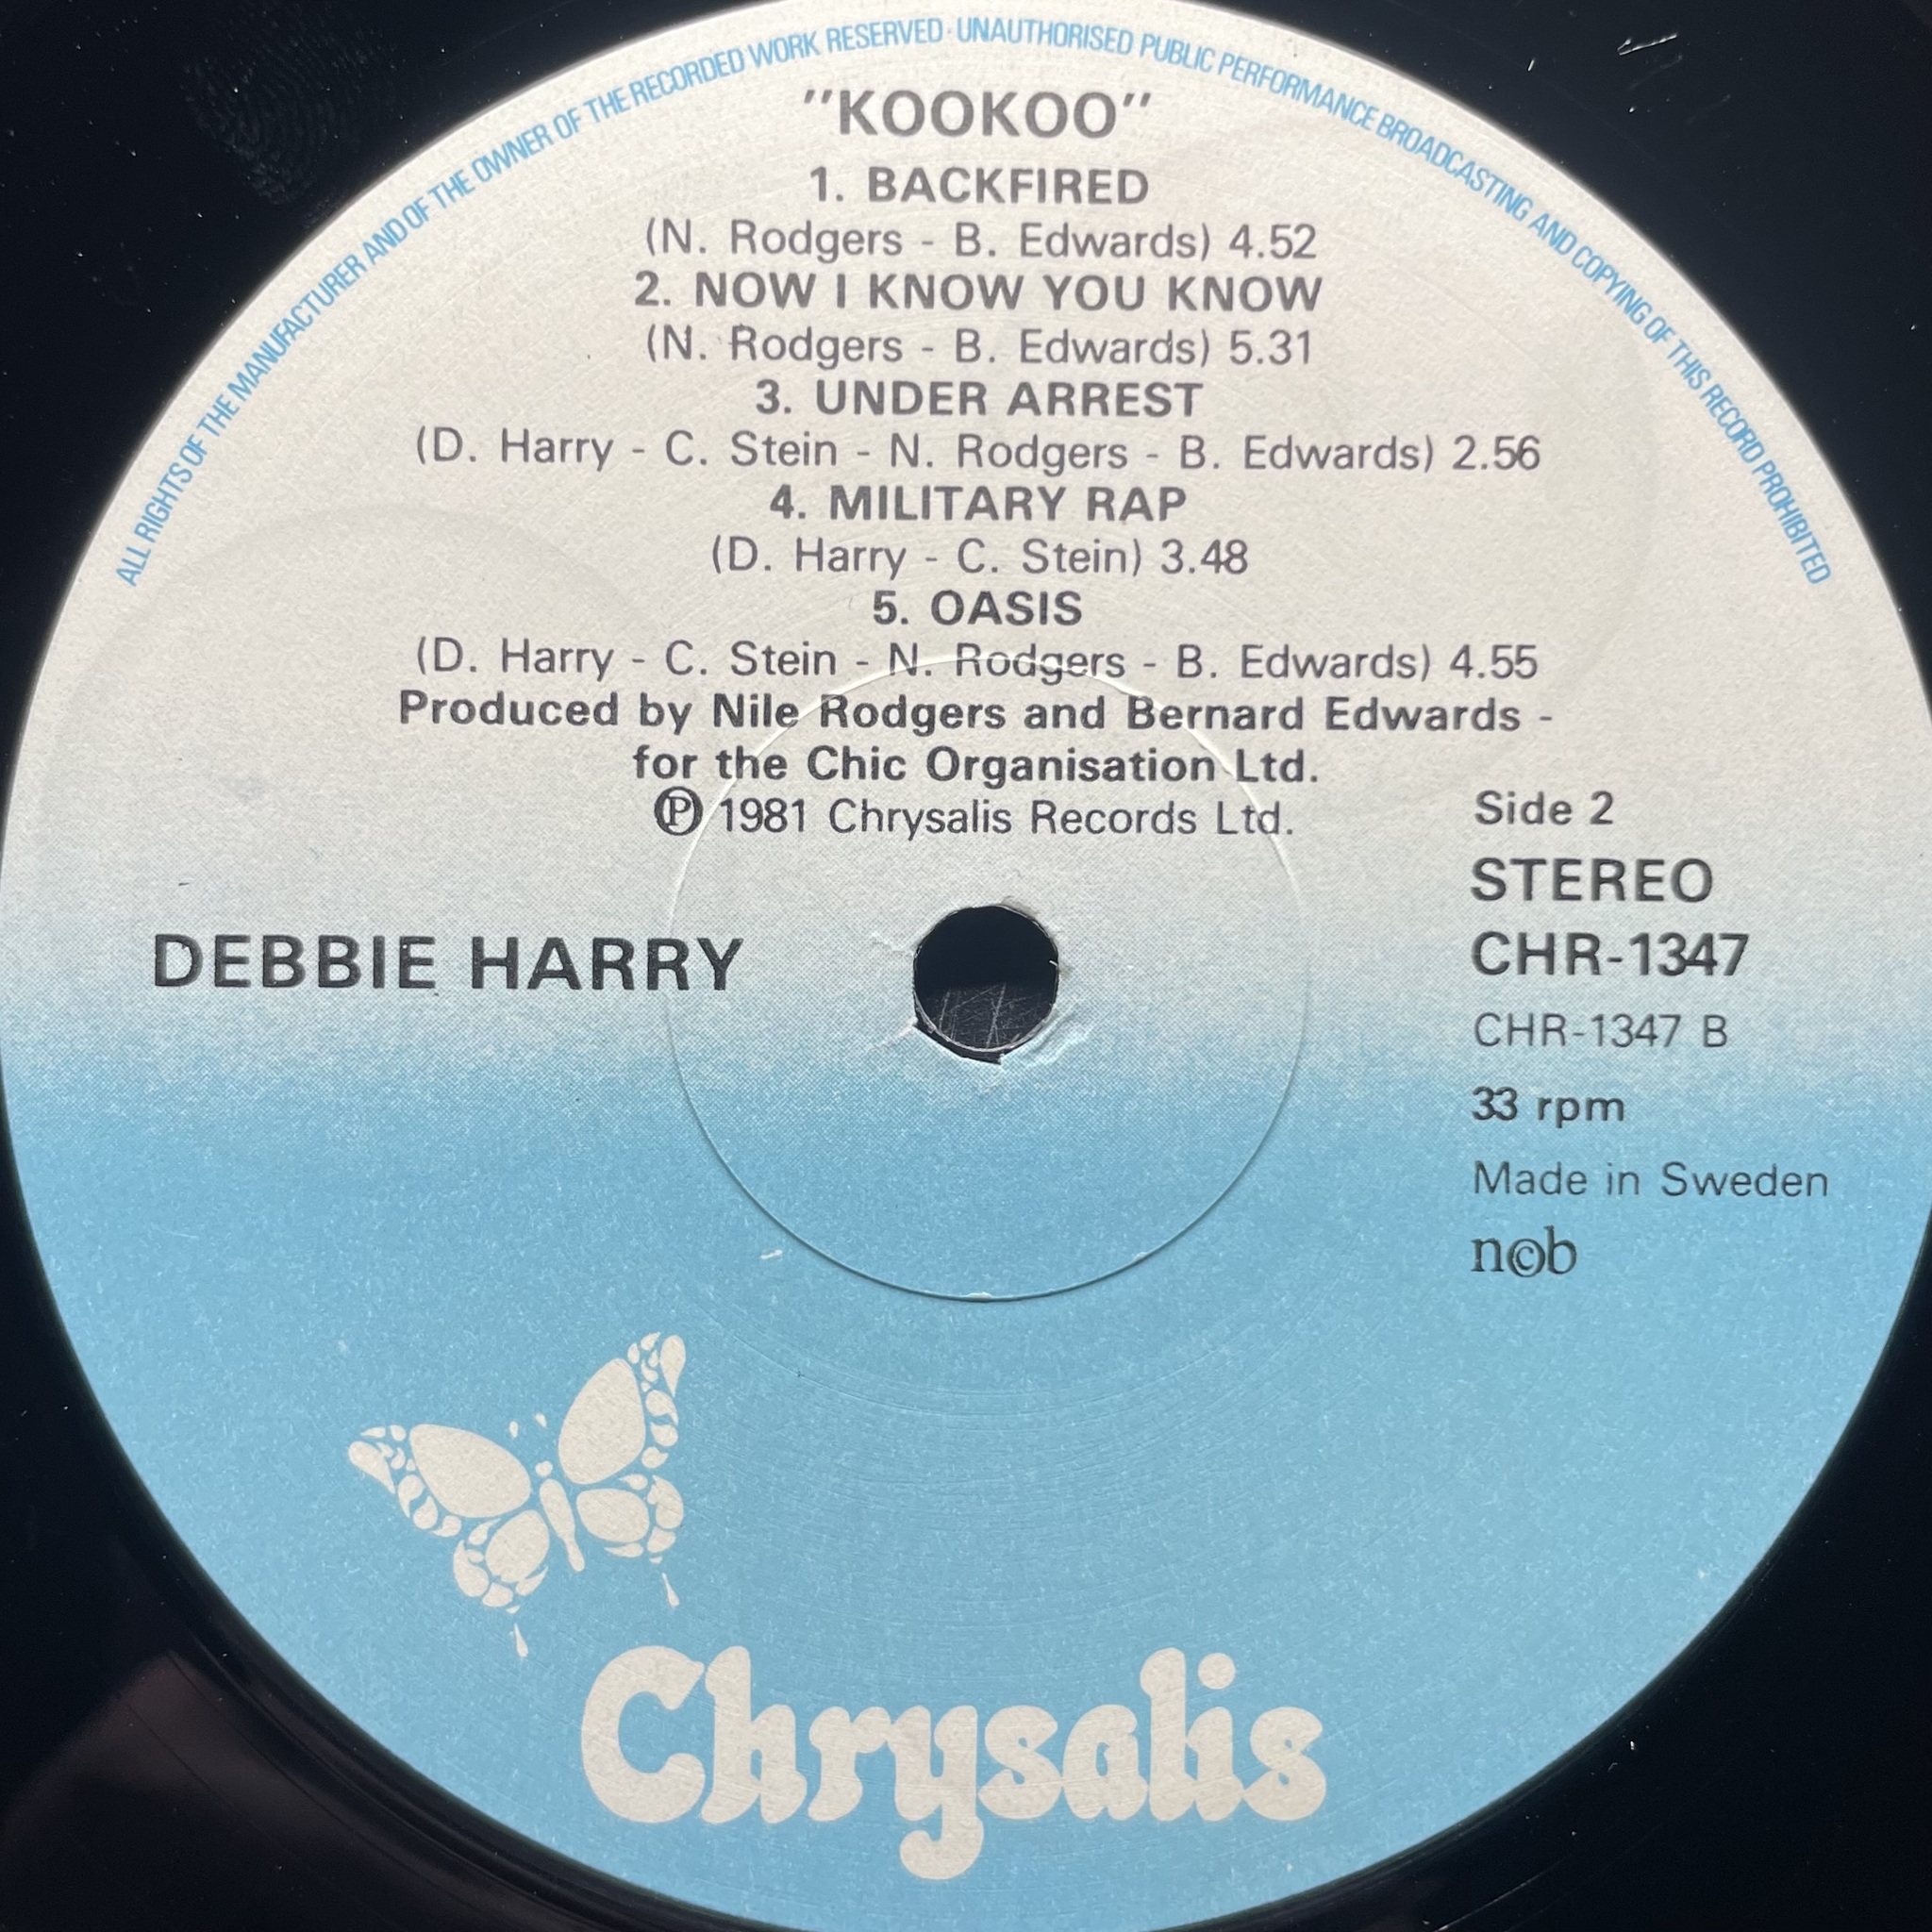 ALL RIGHTS OF THE MANUFACTURER AND OF THE OWNER OF THE RECORDED WORK RESERVED · UNAUTHORISED PUBLIC PERFORMANCE BROADCASTING AND COPYING OF THIS RECORD PROHIBITED
"KOOKOO"
1. BACKFIRED
(N. Rodgers - B. Edwards) 4.52
2. NOW I KNOW YOU KNOW
(N. Rodgers - B. Edwards) 5.31
3. UNDER ARREST
(D. Harry - C. Stein - N. Rodgers - B. Edwards) 2.56
4. MILITARY RAP
(D. Harry - C. Stein) 3.48
5. OASIS
(D. Harry - C. Stein - N. Rodgers - B. Edwards) 4.55
Produced by Nile Rodgers and Bernard Edwards -
for the Chic Organisation Ltd.
Ⓟ 1981 Chrysalis Records Ltd.
DEBBIE HARRY
Side 2
STEREO
CHR-1347
CHR-1347 B
33 rpm
Made in Sweden
n©b
Chrysalis